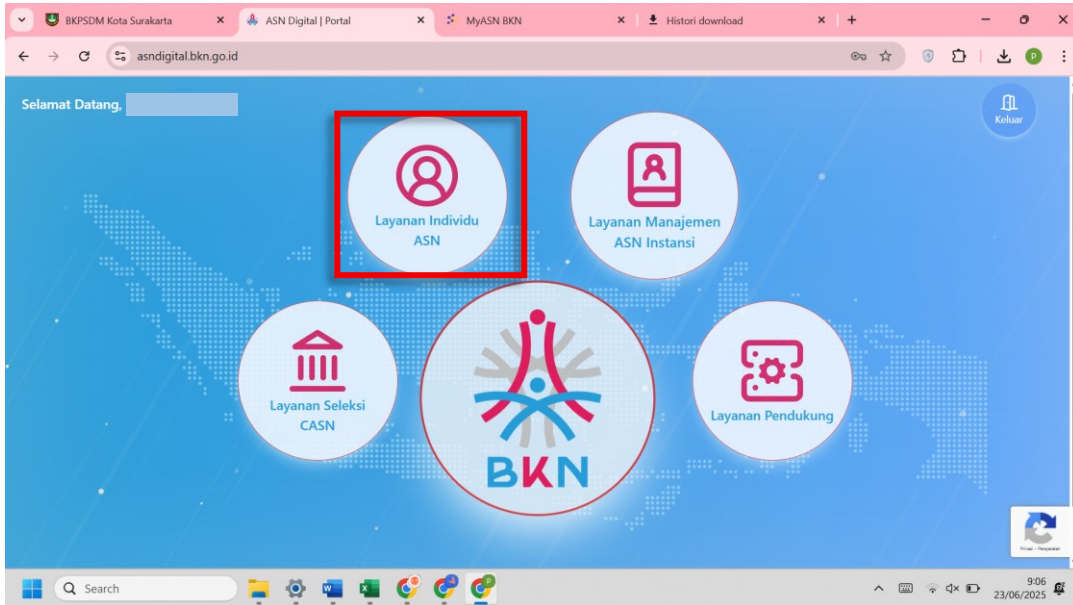 BKPSDM Kota Surakarta
ASN Digital | Portal
MyASN BKN
Histori download
asndigital.bkn.go.id
P
Selamat Datang,
Keluar
Layanan Individu
ASN
Layanan Manajemen
ASN Instansi
Layanan Seleksi
CASN
Layanan Pendukung
BKN
Search
9:06
23/06/2025